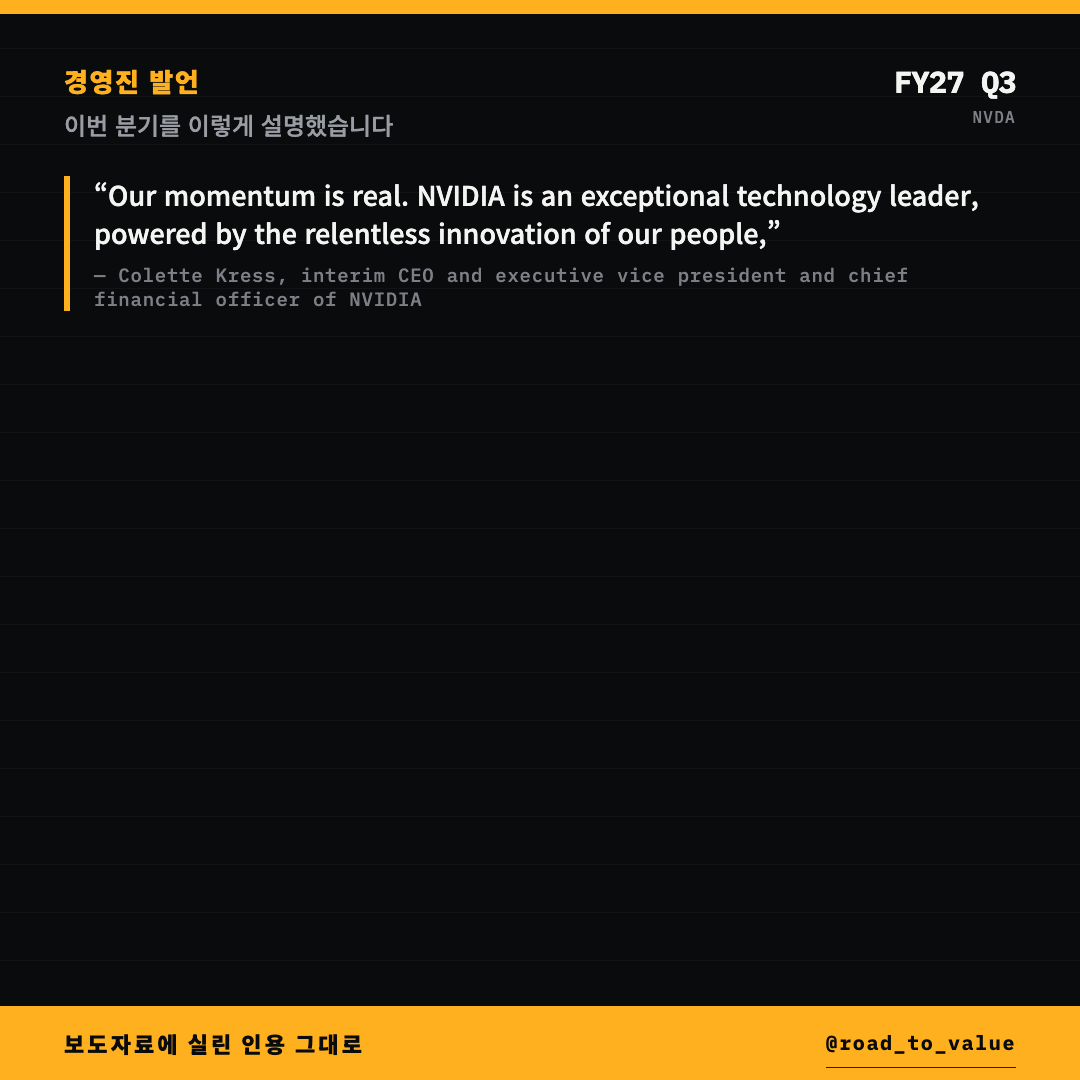 경영진 발언
FY27 Q3
이번 분기를 이렇게 설명했습니다
NVDA
“Our momentum is real. NVIDIA is an exceptional technology leader,
powered by the relentless innovation of our people,”
— Colette Kress, interim CEO and executive vice president and chief
financial officer of NVIDIA
보도자료에 실린 인용 그대로
@road_to_value